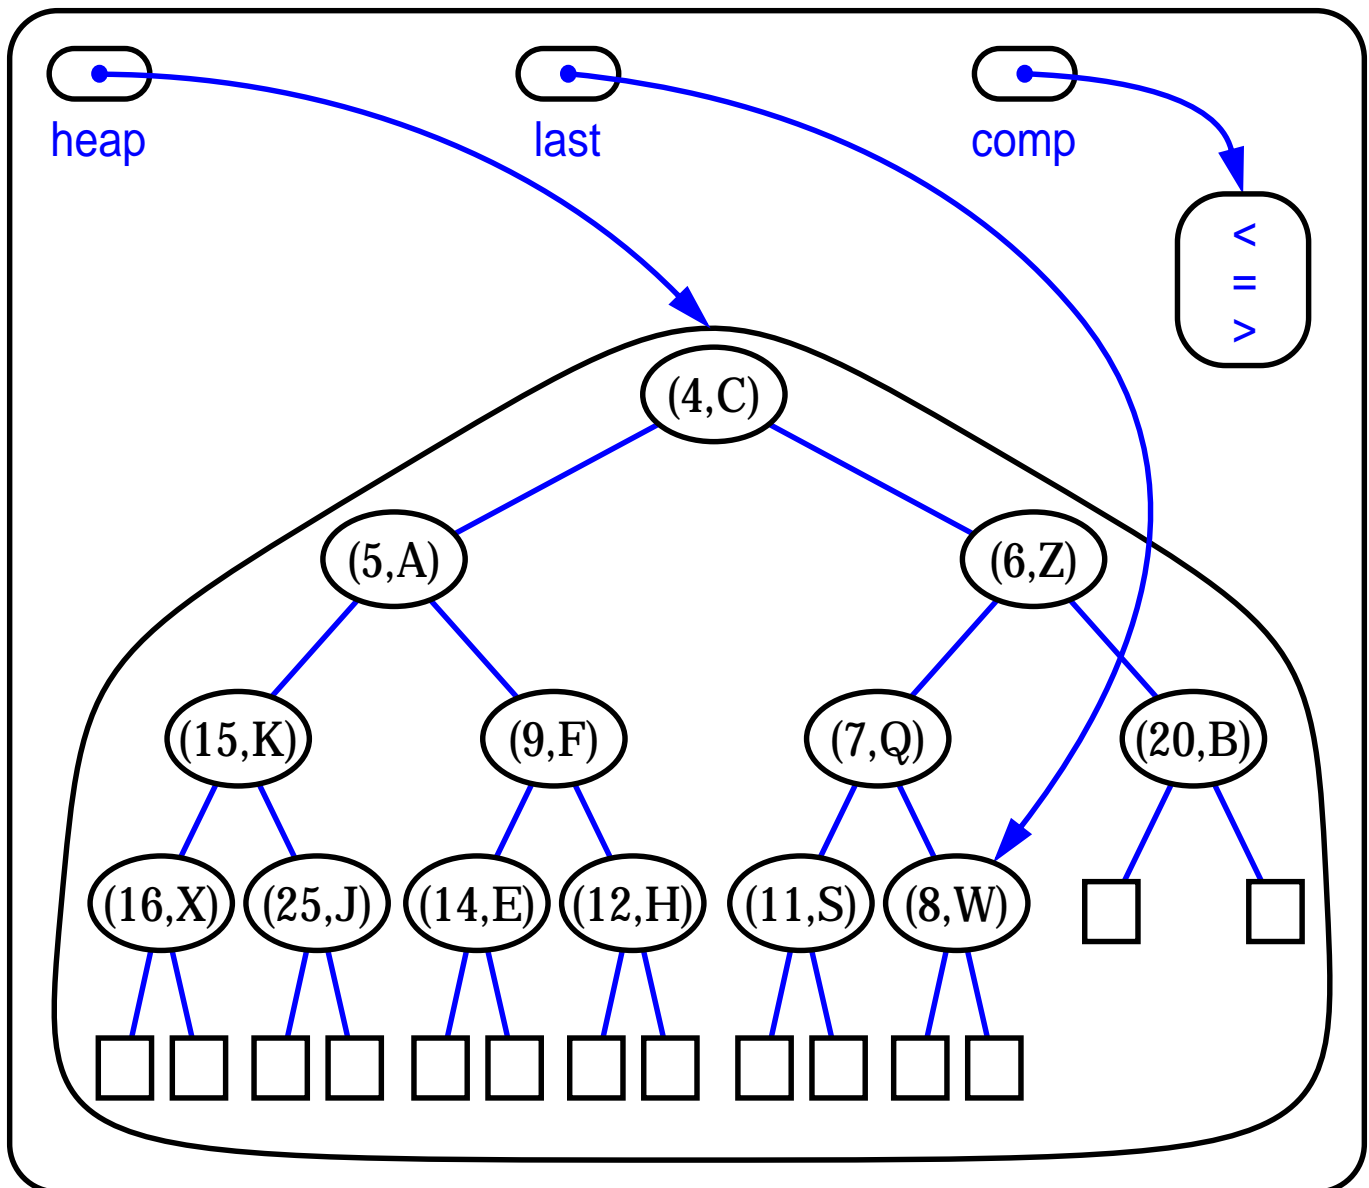 heap last comp
<
=
>
(4,C)
(5,A) (6,Z)
(15,K) (9,F) (7,Q) (20,B)
(16,X) (25,J) (14,E) (12,H) (11,S) (8,W)